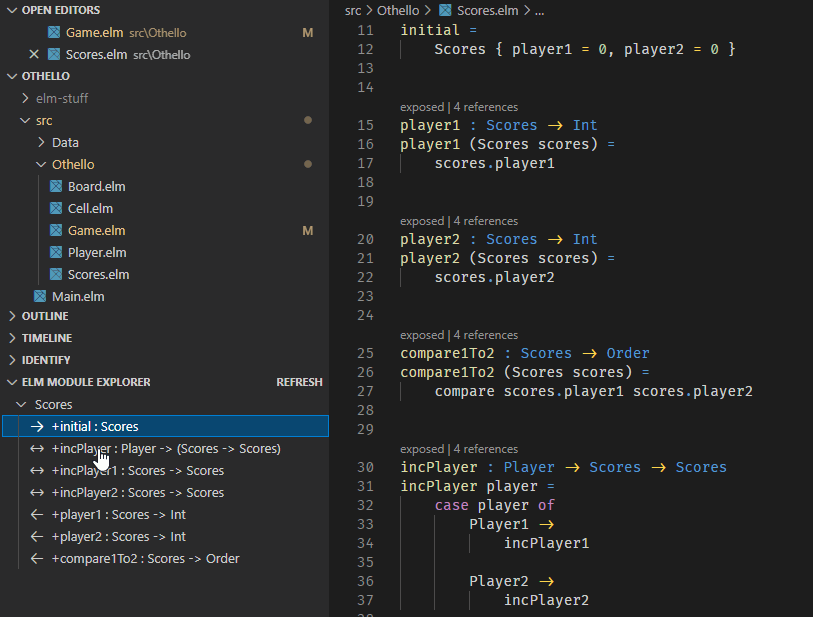 OPEN EDITORS
Game.elm src\Othello M
Scores.elm src\Othello
OTHELLO
elm-stuff
src
Data
Othello
Board.elm
Cell.elm
Game.elm M
Player.elm
Scores.elm
Main.elm
OUTLINE
TIMELINE
IDENTIFY
ELM MODULE EXPLORER REFRESH
Scores
→ +initial : Scores
↔ +incPlayer : Player -> (Scores -> Scores)
↔ +incPlayer1 : Scores -> Scores
↔ +incPlayer2 : Scores -> Scores
← +player1 : Scores -> Int
← +player2 : Scores -> Int
← +compare1To2 : Scores -> Order
src > Othello > Scores.elm > ...
11 initial =
12 Scores { player1 = 0, player2 = 0 }
13
14
exposed | 4 references
15 player1 : Scores → Int
16 player1 (Scores scores) =
17 scores.player1
18
19
exposed | 4 references
20 player2 : Scores → Int
21 player2 (Scores scores) =
22 scores.player2
23
24
exposed | 4 references
25 compare1To2 : Scores → Order
26 compare1To2 (Scores scores) =
27 compare scores.player1 scores.player2
28
29
exposed | 4 references
30 incPlayer : Player → Scores → Scores
31 incPlayer player =
32 case player of
33 Player1 →
34 incPlayer1
35
36 Player2 →
37 incPlayer2